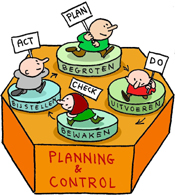 PLAN
ACT
BEGROTEN
DO
BIJSTELLEN
CHECK
UITVOEREN
BEWAKEN
PLANNING
&
CONTROL